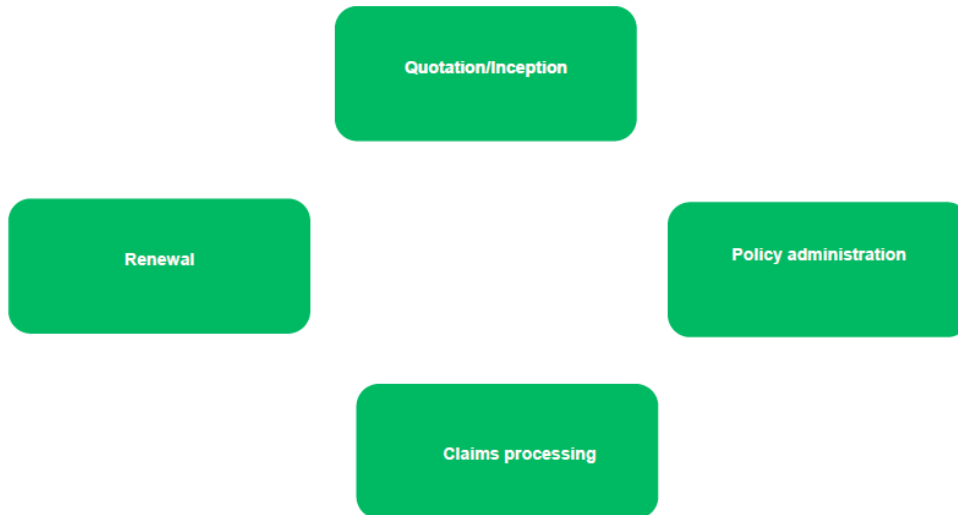 Quotation/Inception
Renewal
Policy administration
Claims processing